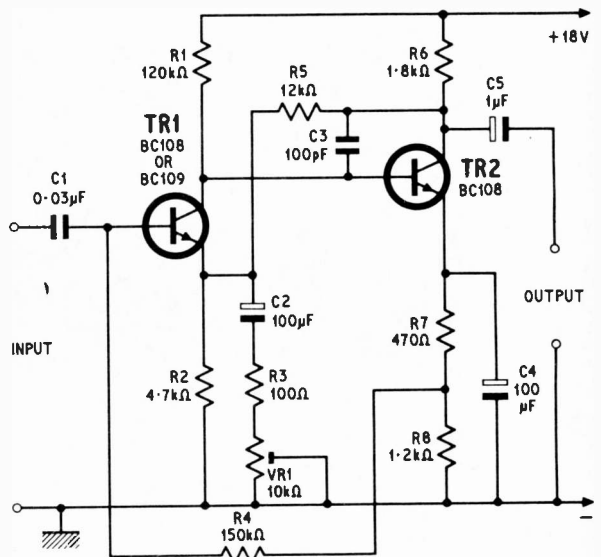 +18V
R1
120kΩ
R5
12kΩ
R6
1·8kΩ
C5
1µF
TR1
BC108
OR
BC109
C3
100pF
TR2
BC108
C1
0·03µF
C2
100µF
OUTPUT
INPUT
R7
470Ω
R2
4·7kΩ
R3
100Ω
C4
100
µF
R8
1·2kΩ
VR1
10kΩ
R4
150kΩ
−